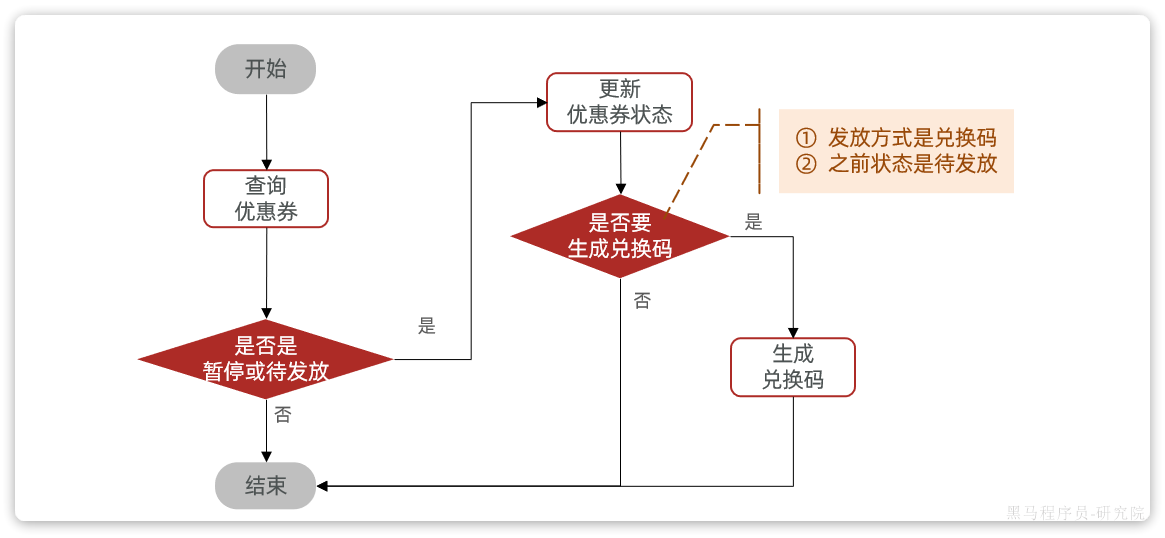 开始
查询
优惠券
是否是
暂停或待发放
是
否
结束
更新
优惠券状态
是否要
生成兑换码
是
否
① 发放方式是兑换码
② 之前状态是待发放
生成
兑换码
黑马程序员-研究院